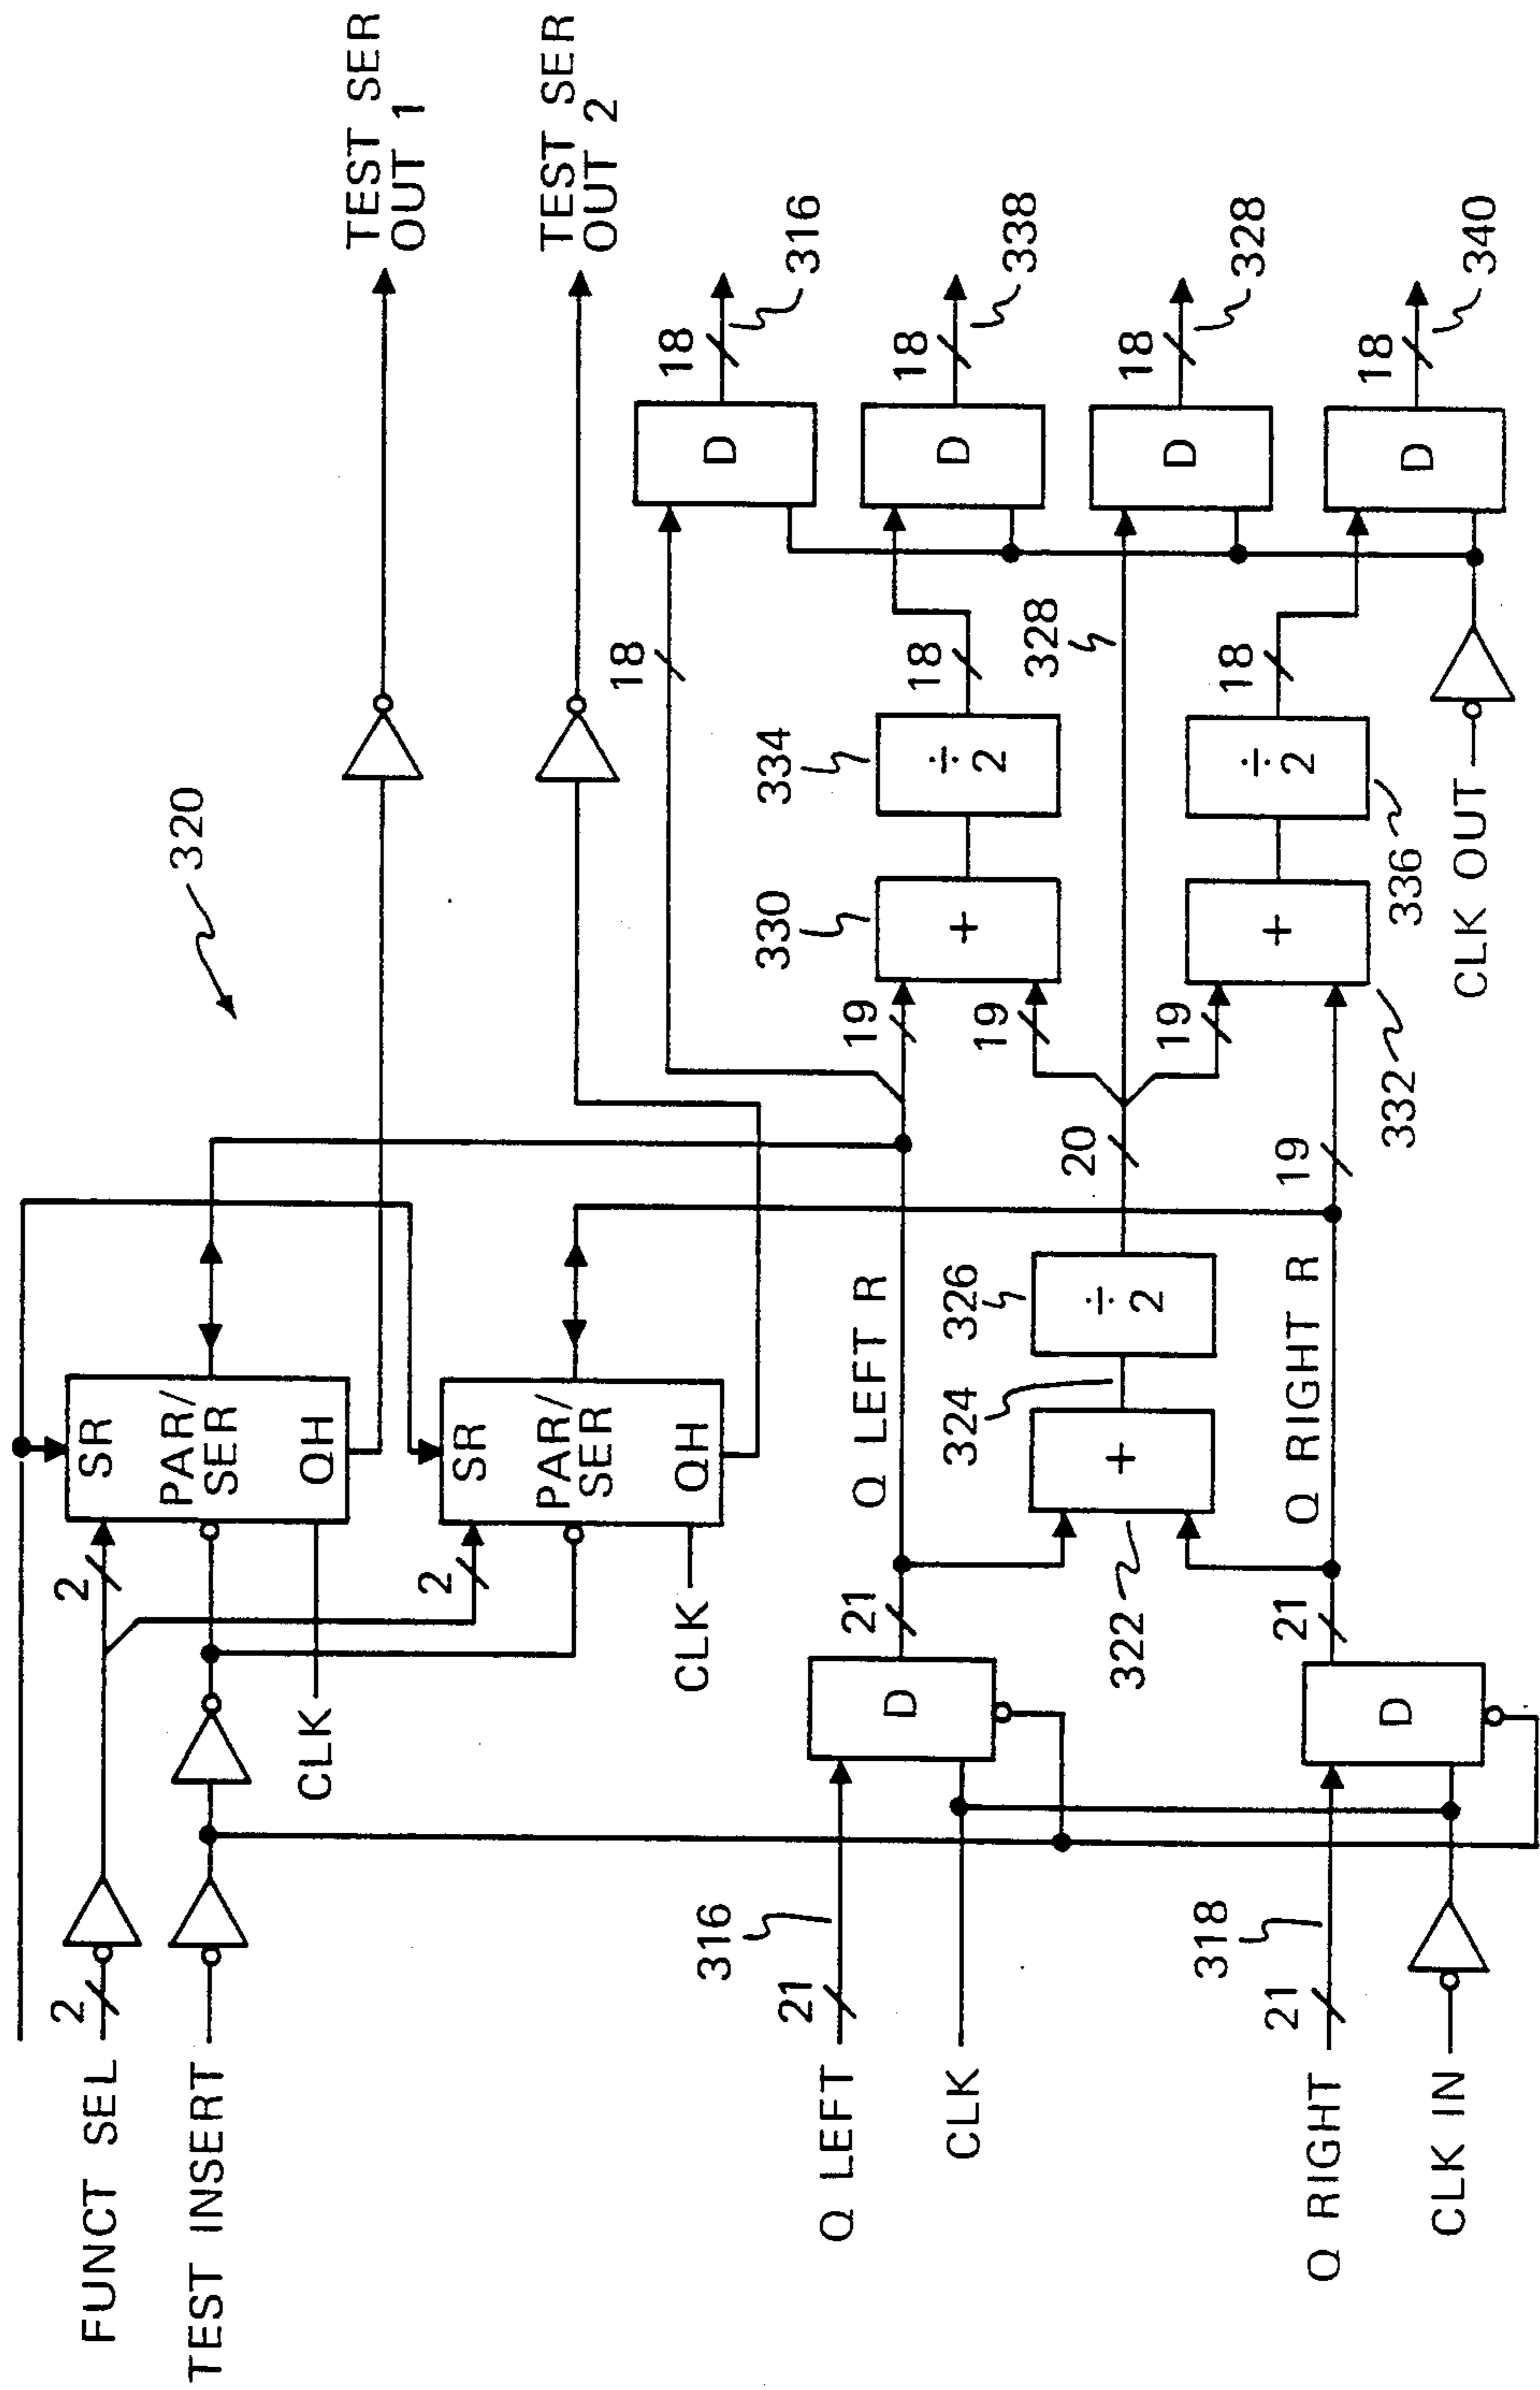 320
TEST SER
OUT 1
TEST SER
OUT 2
FUNCT SEL
2
2
SR
PAR/
SER
QH
TEST INSERT
CLK
2
SR
PAR/
SER
QH
CLK
Q LEFT
21
316
D
21
Q LEFT R
19
18
D
18
316
CLK
322
+
324
326
÷
2
20
19
19
330
+
334
÷
2
18
D
18
338
328
D
18
328
Q RIGHT
21
318
D
21
Q RIGHT R
19
332
+
336
÷
2
18
D
18
340
CLK IN
CLK OUT